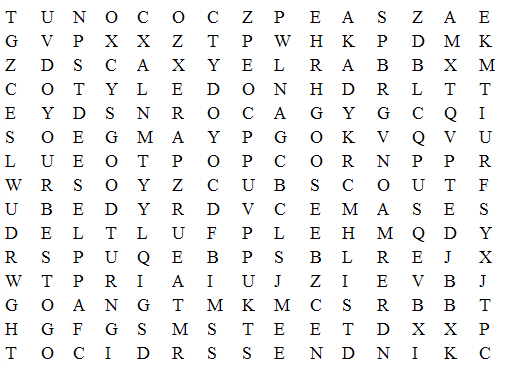 T U N O C O C Z P E A S Z A E
G V P X X Z T P W H K P D M K
Z D S C A X Y E L R A B B X M
C O T Y L E D O N H D R L T T
E Y D S N R O C A G Y G C Q I
S O E G M A Y P G O K V Q V U
L U E O T P O P C O R N P P R
W R S O Y Z C U B S C O U T F
U B E D Y R D V C E M A S E S
D E L T L U F P L E H M Q D Y
R S P U Q E B P S B L R E J X
W T P R I A I U J Z I E V B J
G O A N G T M K M C S R B B T
H G F G S M S T E E T D X X P
T O C I D R S S E N D N I K C